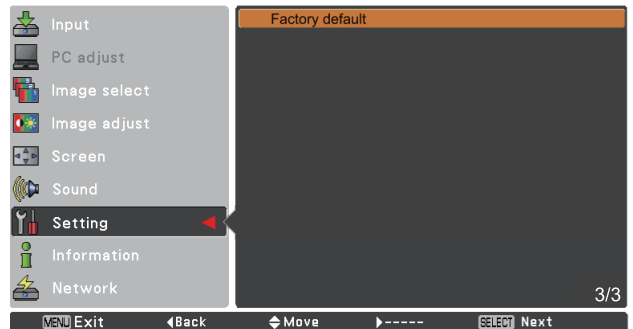 Input
PC adjust
Image select
Image adjust
Screen
Sound
Setting
Information
Network
Factory default
3/3
MENU Exit ◀Back ◆Move ▶----- SELECT Next